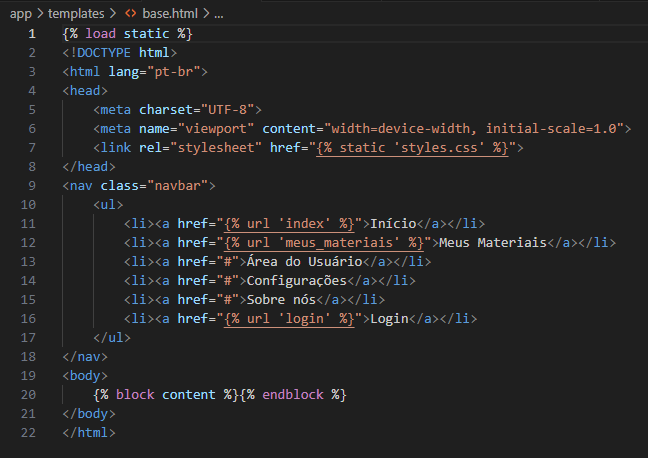 app > templates > <> base.html > ...
1 {% load static %}
2 <!DOCTYPE html>
3 <html lang="pt-br">
4 <head>
5     <meta charset="UTF-8">
6     <meta name="viewport" content="width=device-width, initial-scale=1.0">
7     <link rel="stylesheet" href="{% static 'styles.css' %}">
8 </head>
9 <nav class="navbar">
10     <ul>
11         <li><a href="{% url 'index' %}">Início</a></li>
12         <li><a href="{% url 'meus_materiais' %}">Meus Materiais</a></li>
13         <li><a href="#">Área do Usuário</a></li>
14         <li><a href="#">Configurações</a></li>
15         <li><a href="#">Sobre nós</a></li>
16         <li><a href="{% url 'login' %}">Login</a></li>
17     </ul>
18 </nav>
19 <body>
20     {% block content %}{% endblock %}
21 </body>
22 </html>